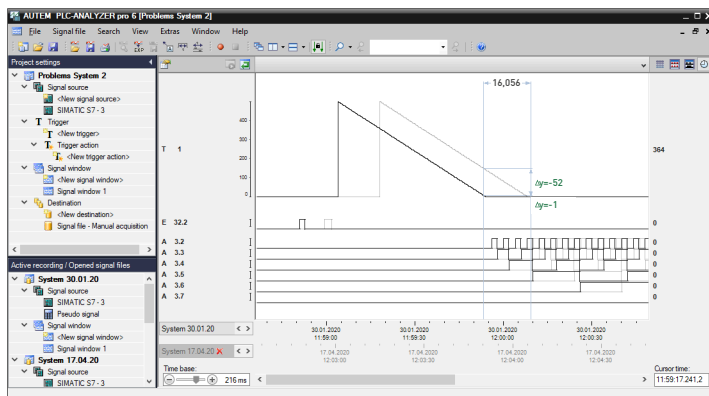 AUTEM PLC-ANALYZER pro 6 [Problems System 2]
File Signal file Search View Extras Window Help
Project settings
Problems System 2
Signal source
<New signal source>
SIMATIC S7 - 3
T Trigger
<New trigger>
Trigger action
<New trigger action>
Signal window
<New signal window>
Signal window 1
Destination
<New destination>
Signal file - Manual acquisition
Active recording / Opened signal files
System 30.01.20
Signal source
SIMATIC S7 - 3
Pseudo signal
Signal window
<New signal window>
Signal window 1
System 17.04.20
Signal source
SIMATIC S7 - 3
16,056
400
300
T 1
364
200
100
0
Δy=-52
Δy=-1
E 32.2
0
A 3.2
0
A 3.3
0
A 3.4
0
A 3.5
0
A 3.6
0
A 3.7
0
System 30.01.20
30.01.2020 30.01.2020 30.01.2020 30.01.2020
11:59:00 11:59:30 12:00:00 12:00:30
System 17.04.20
17.04.2020 17.04.2020 17.04.2020 17.04.2020
12:03:00 12:03:30 12:04:00 12:04:30
Time base:
216 ms
Cursor time:
11:59:17.241,2